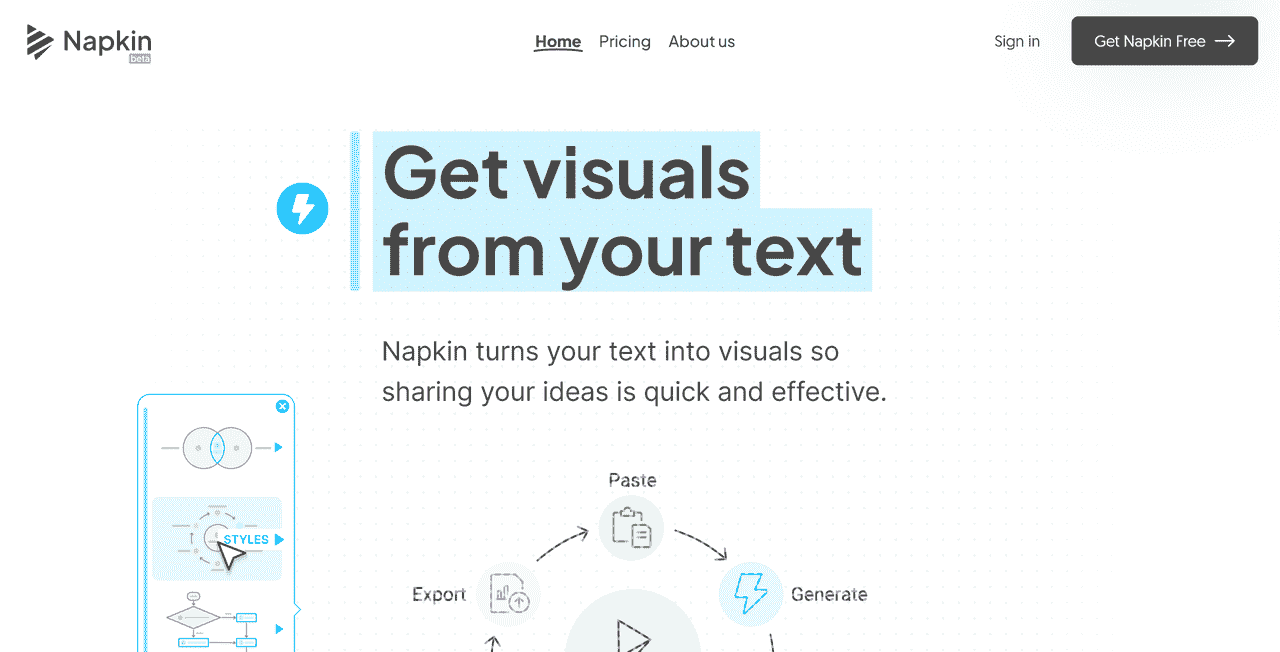 Napkin
beta
Home
Pricing
About us
Sign in
Get Napkin Free
Get visuals
from your text
Napkin turns your text into visuals so
sharing your ideas is quick and effective.
STYLES
Paste
Export
Generate